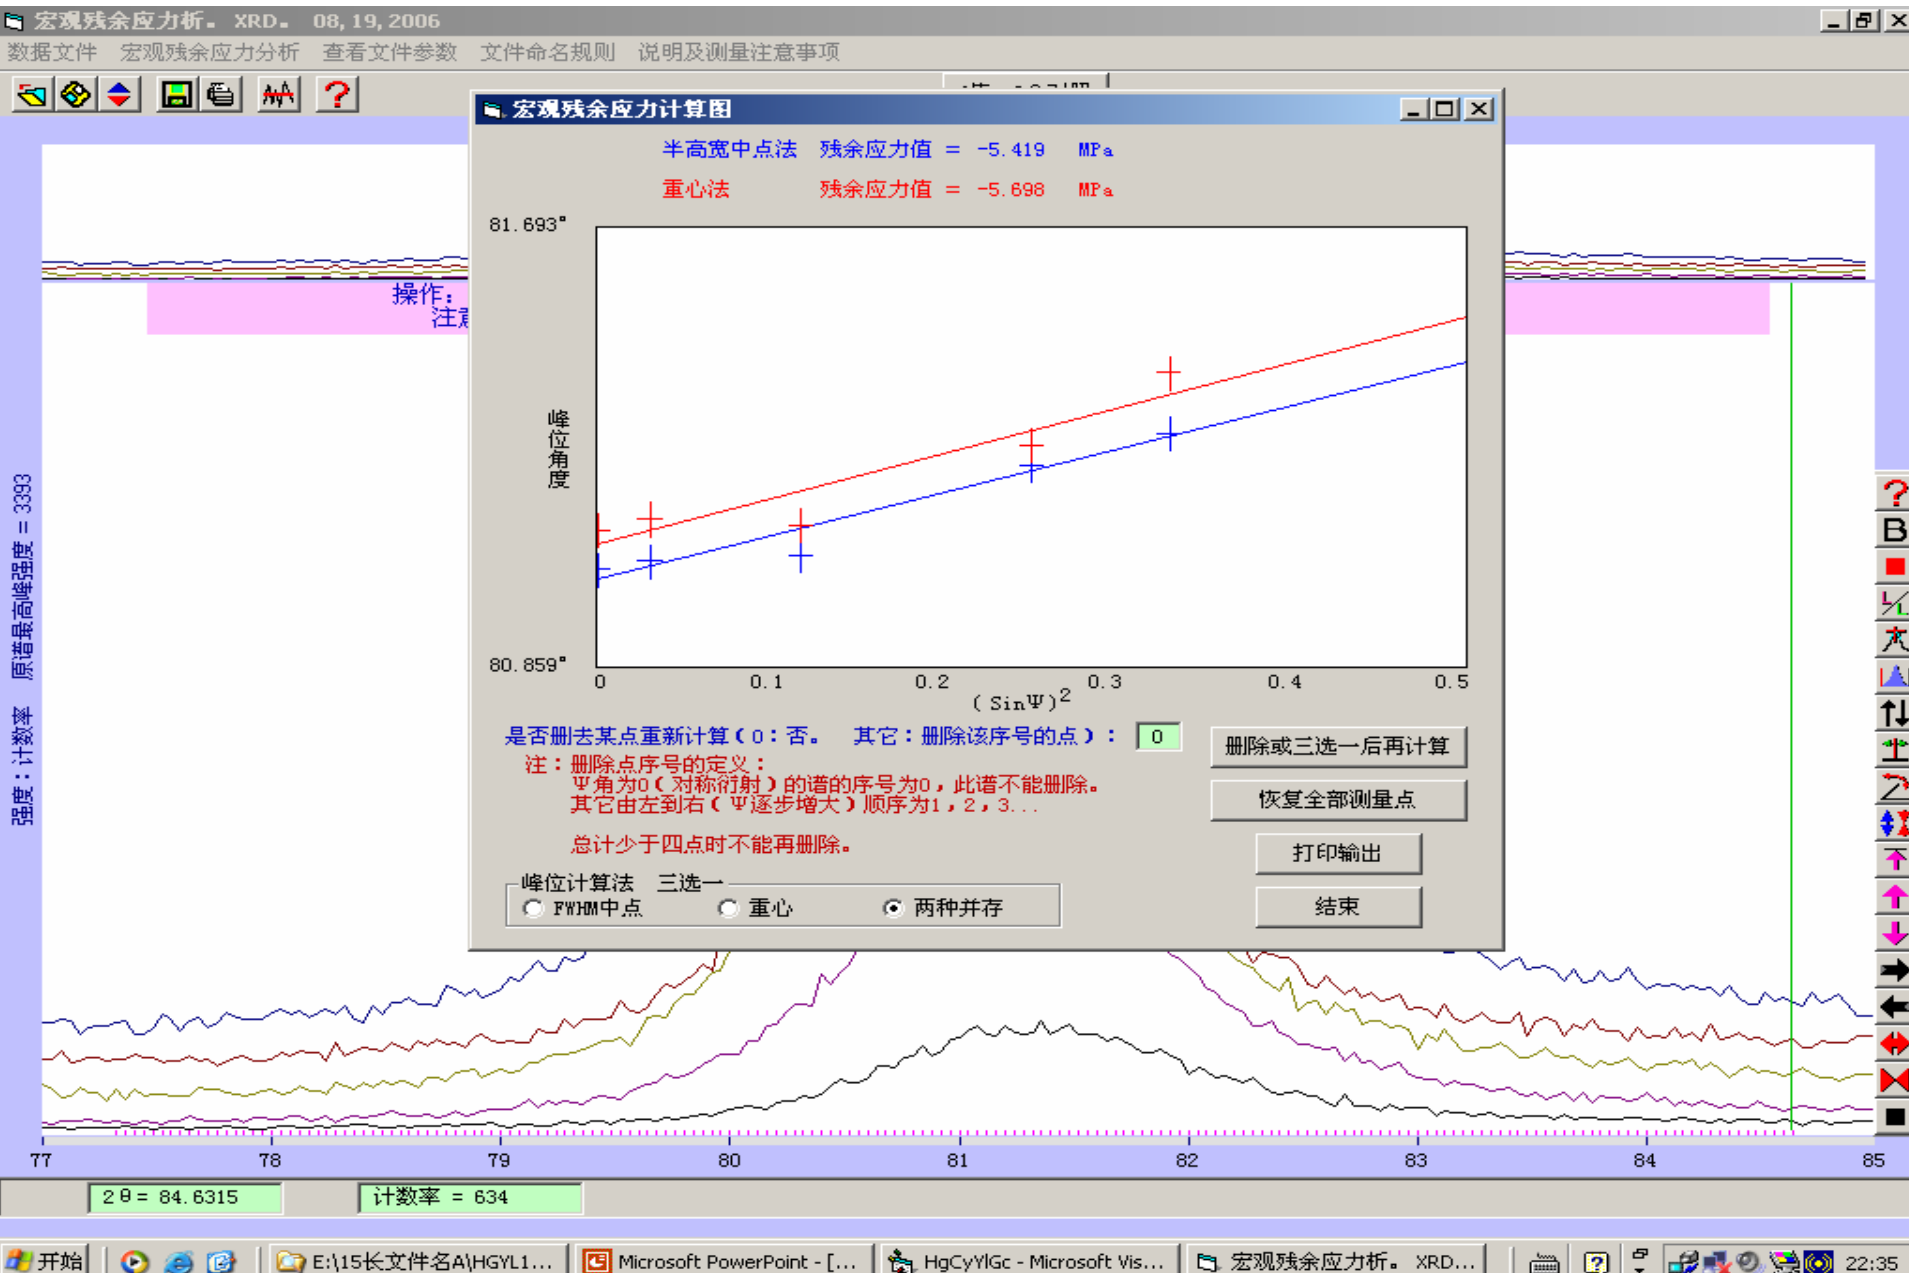 宏观残余应力析。 XRD。 08,19,2006
数据文件 宏观残余应力分析 查看文件参数 文件命名规则 说明及测量注意事项
宏观残余应力计算图
半高宽中点法 残余应力值 = -5.419 MPa
重心法 残余应力值 = -5.698 MPa
81.693°
操作:
注意
峰位角度
80.859°
0 0.1 0.2 0.3 0.4 0.5
(SinΨ)2
强度:计数率 原谱最高峰强度 = 3393
是否删去某点重新计算(0:否。 其它:删除该序号的点): 0
删除或三选一后再计算
注:删除点序号的定义:
Ψ角为0(对称衍射)的谱的序号为0,此谱不能删除。
其它由左到右(Ψ逐步增大)顺序为1,2,3...
恢复全部测量点
总计少于四点时不能再删除。
打印输出
峰位计算法 三选一
FWHM中点 重心 两种并存
结束
B
77 78 79 80 81 82 83 84 85
2θ= 84.6315 计数率 = 634
开始 E:\15长文件名A\HGYL1... Microsoft PowerPoint - [... HgCyYlGc - Microsoft Vis... 宏观残余应力析。 XRD... 22:35